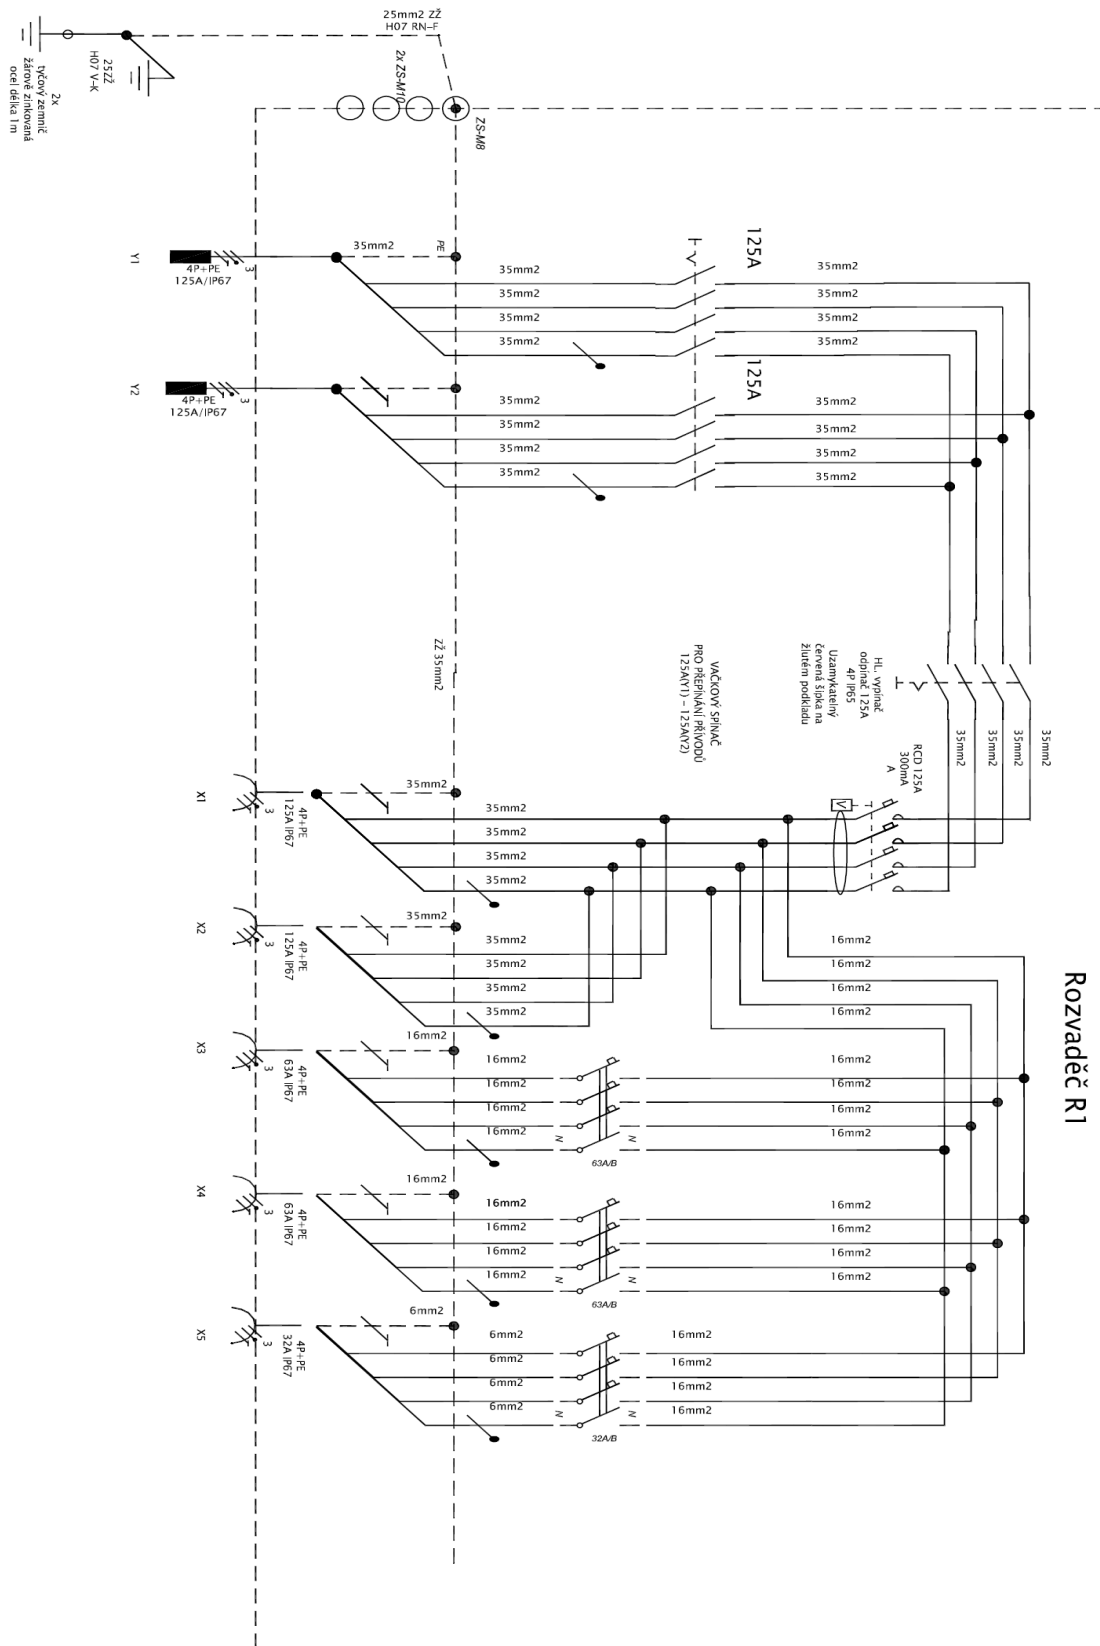 25mm2 ZŽ
H07 RN-F
25ZŽ
H07 V-K
2x
tyčový zemnič
žárově zinkovaná
ocel délka 1m
2x ZS-M10
ZS-M8
Y1
3
4P+PE
125A/IP67
35mm2
PE
35mm2
35mm2
35mm2
35mm2
125A
35mm2
35mm2
35mm2
35mm2
Y2
3
4P+PE
125A/IP67
35mm2
35mm2
35mm2
35mm2
125A
35mm2
35mm2
35mm2
35mm2
ZŽ 35mm2
VAČKOVÝ SPÍNAČ
PRO PŘEPÍNÁNÍ PŘÍVODŮ
125A(Y1) – 125A(Y2)
HL. vypínač
odpínač 125A
4P IP65
Uzamykatelný
červená šipka na
žlutém podkladu
35mm2
35mm2
35mm2
35mm2
RCD 125A
300mA
A
V
X1
3
4P+PE
125A IP67
35mm2
35mm2
35mm2
35mm2
35mm2
X2
3
4P+PE
125A IP67
35mm2
35mm2
35mm2
35mm2
35mm2
16mm2
16mm2
16mm2
16mm2
Rozvaděč R1
X3
3
4P+PE
63A IP67
16mm2
16mm2
16mm2
16mm2
16mm2
N
N
63A/B
16mm2
16mm2
16mm2
16mm2
X4
3
4P+PE
63A IP67
16mm2
16mm2
16mm2
16mm2
16mm2
N
N
63A/B
16mm2
16mm2
16mm2
16mm2
X5
3
4P+PE
32A IP67
6mm2
6mm2
6mm2
6mm2
6mm2
N
N
32A/B
16mm2
16mm2
16mm2
16mm2